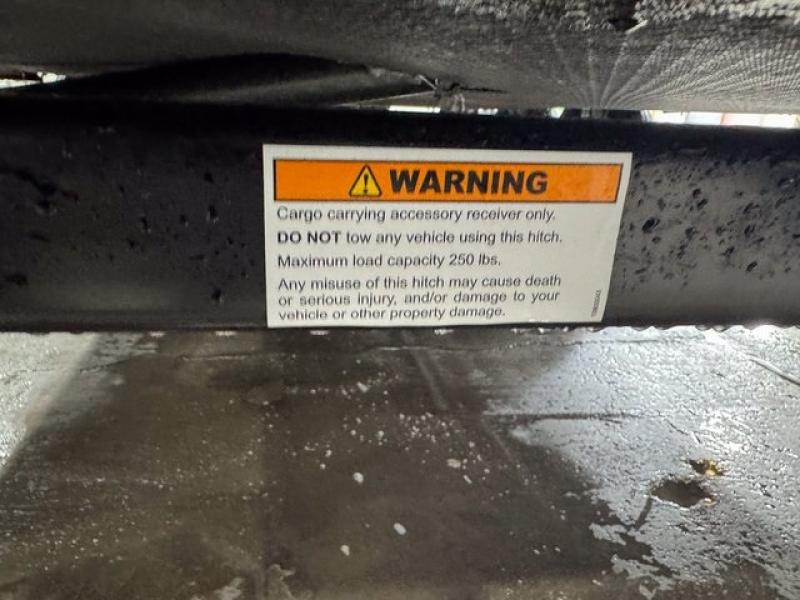 WARNING
Cargo carrying accessory receiver only.
DO NOT tow any vehicle using this hitch.
Maximum load capacity 250 lbs.
Any misuse of this hitch may cause death
or serious injury, and/or damage to your
vehicle or other property damage.